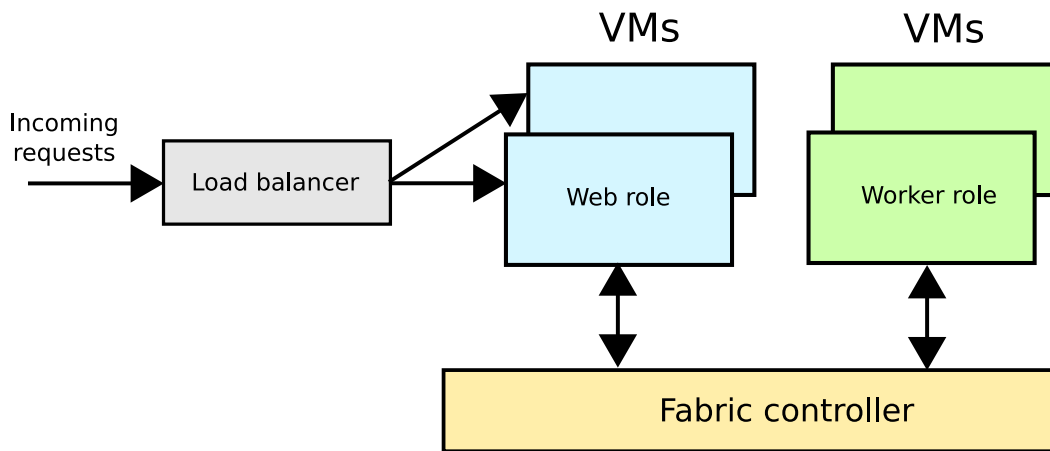 VMs
VMs
Incoming
requests
Load balancer
Web role
Worker role
Fabric controller